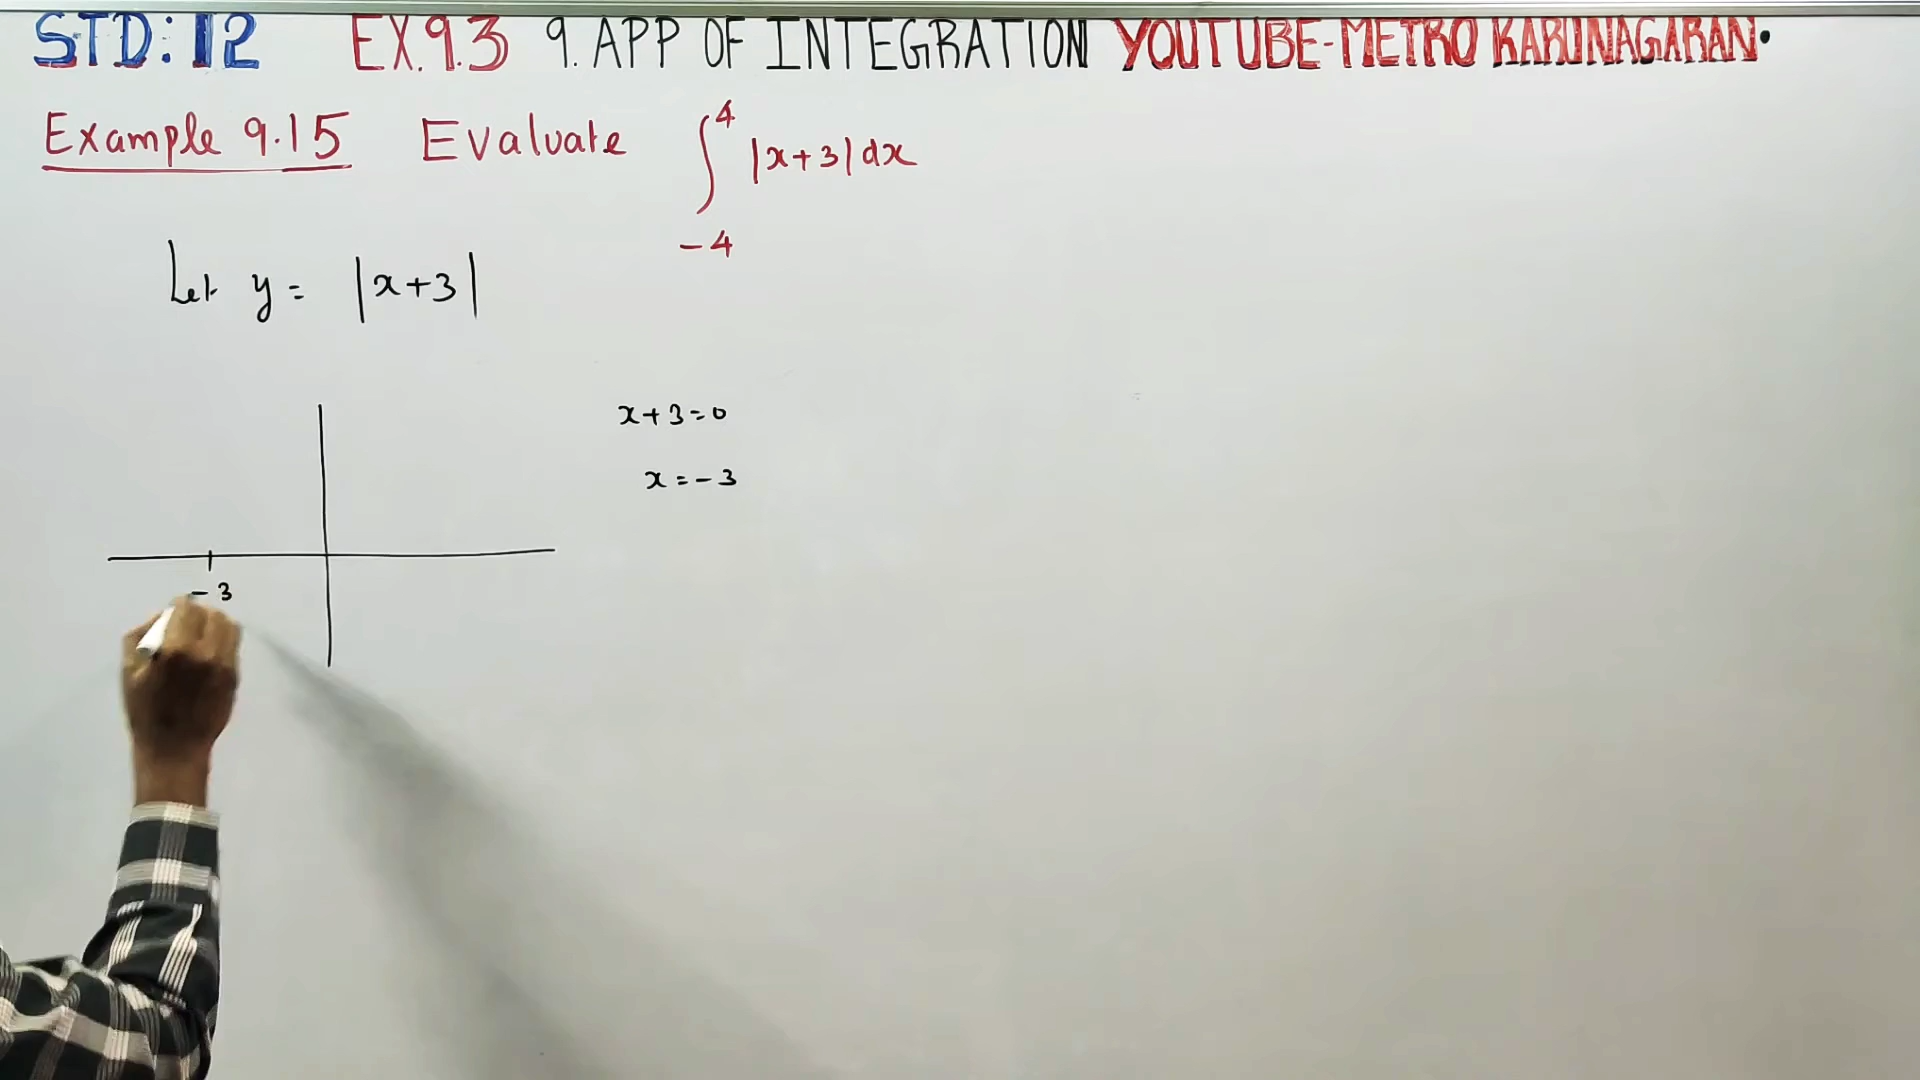 STD: 12 EX.9.3 9. APP OF INTEGRATION YOUTUBE-METRO KARUNAGARAN.
Example 9.15 Evaluate ∫_{-4}^{4} |x+3| dx
Let y = |x+3|
x+3=0
x=-3
-3